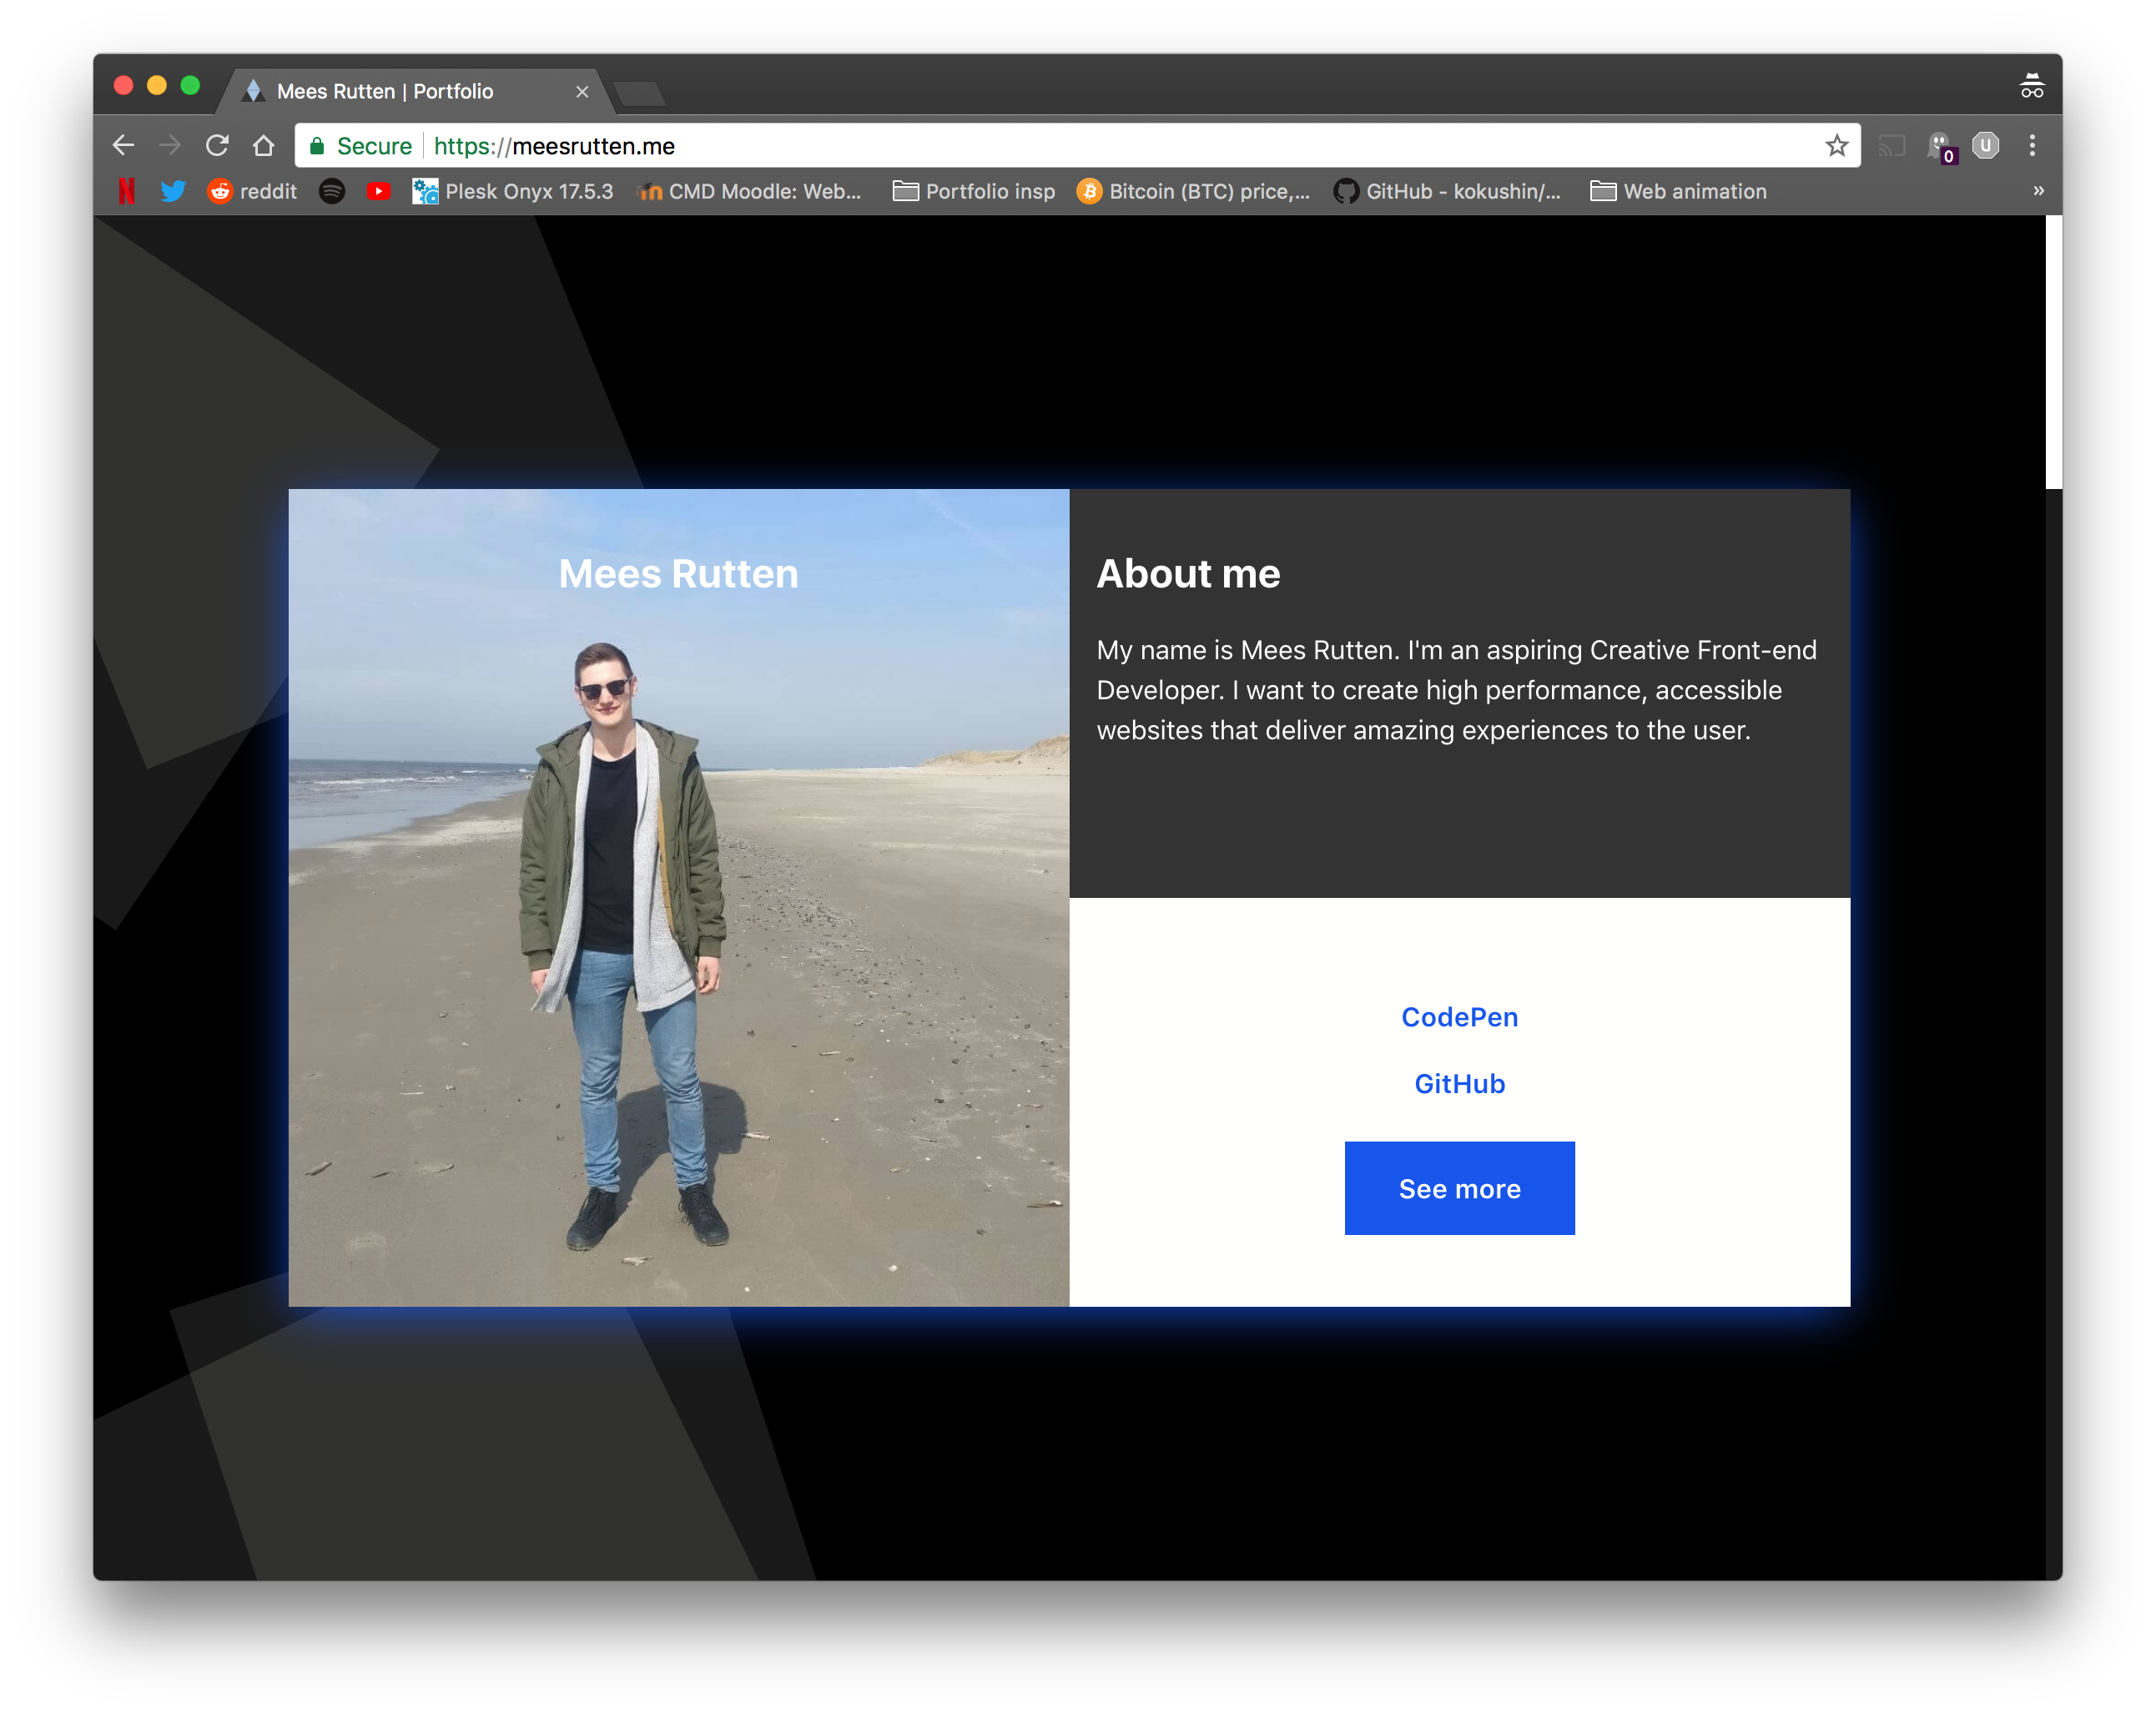 Mees Rutten | Portfolio
Secure https://meesrutten.me
reddit Plesk Onyx 17.5.3 CMD Moodle: Web... Portfolio insp Bitcoin (BTC) price,... GitHub - kokushin/... Web animation »
0
U
Mees Rutten
About me
My name is Mees Rutten. I'm an aspiring Creative Front-end
Developer. I want to create high performance, accessible
websites that deliver amazing experiences to the user.
CodePen
GitHub
See more